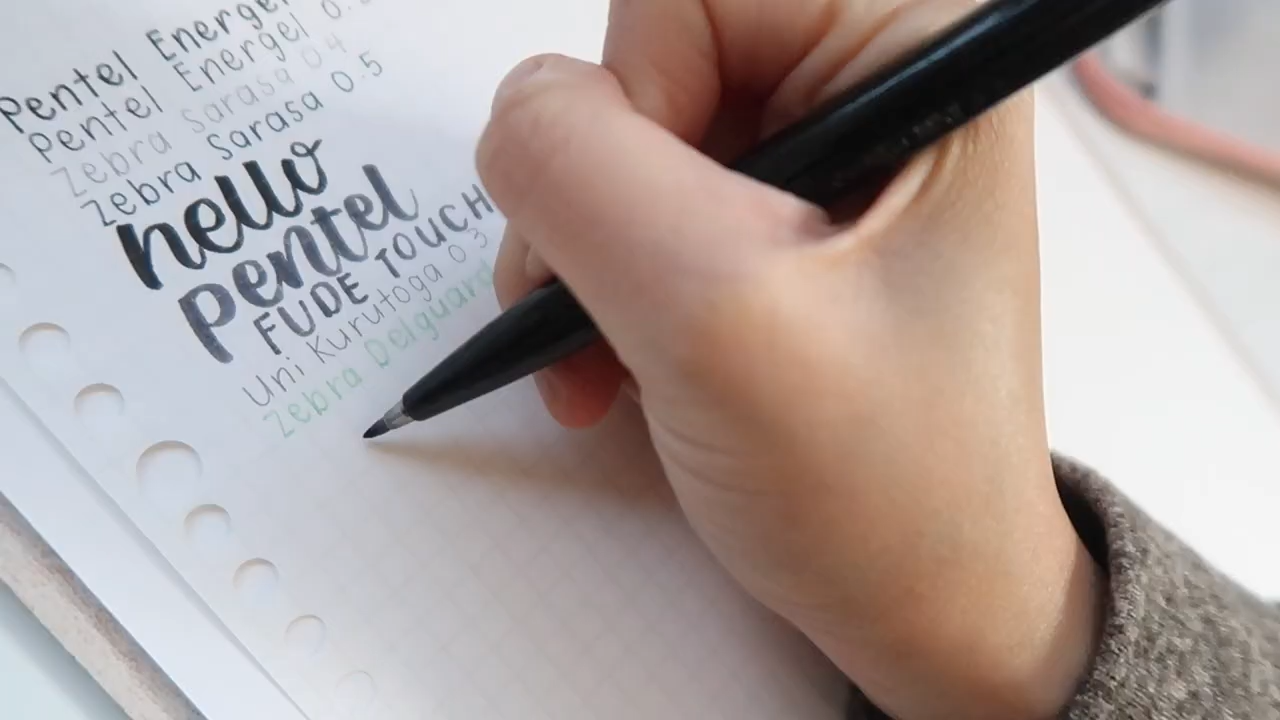 Pentel Energel
Pentel Energel 0.
Zebra Sarasa 0.4
Zebra Sarasa 0.5
hello
pentel
FUDE TOUCH
Uni Kurutoga 0.3
Zebra Delguard